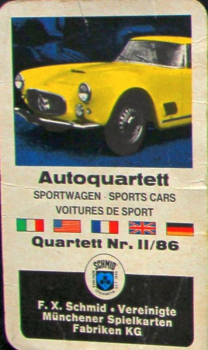 Autoquartett
SPORTWAGEN · SPORTS CARS
VOITURES DE SPORT
Quartett Nr. II/86
SCHMID
F. X. Schmid · Vereinigte
Münchener Spielkarten
Fabriken KG